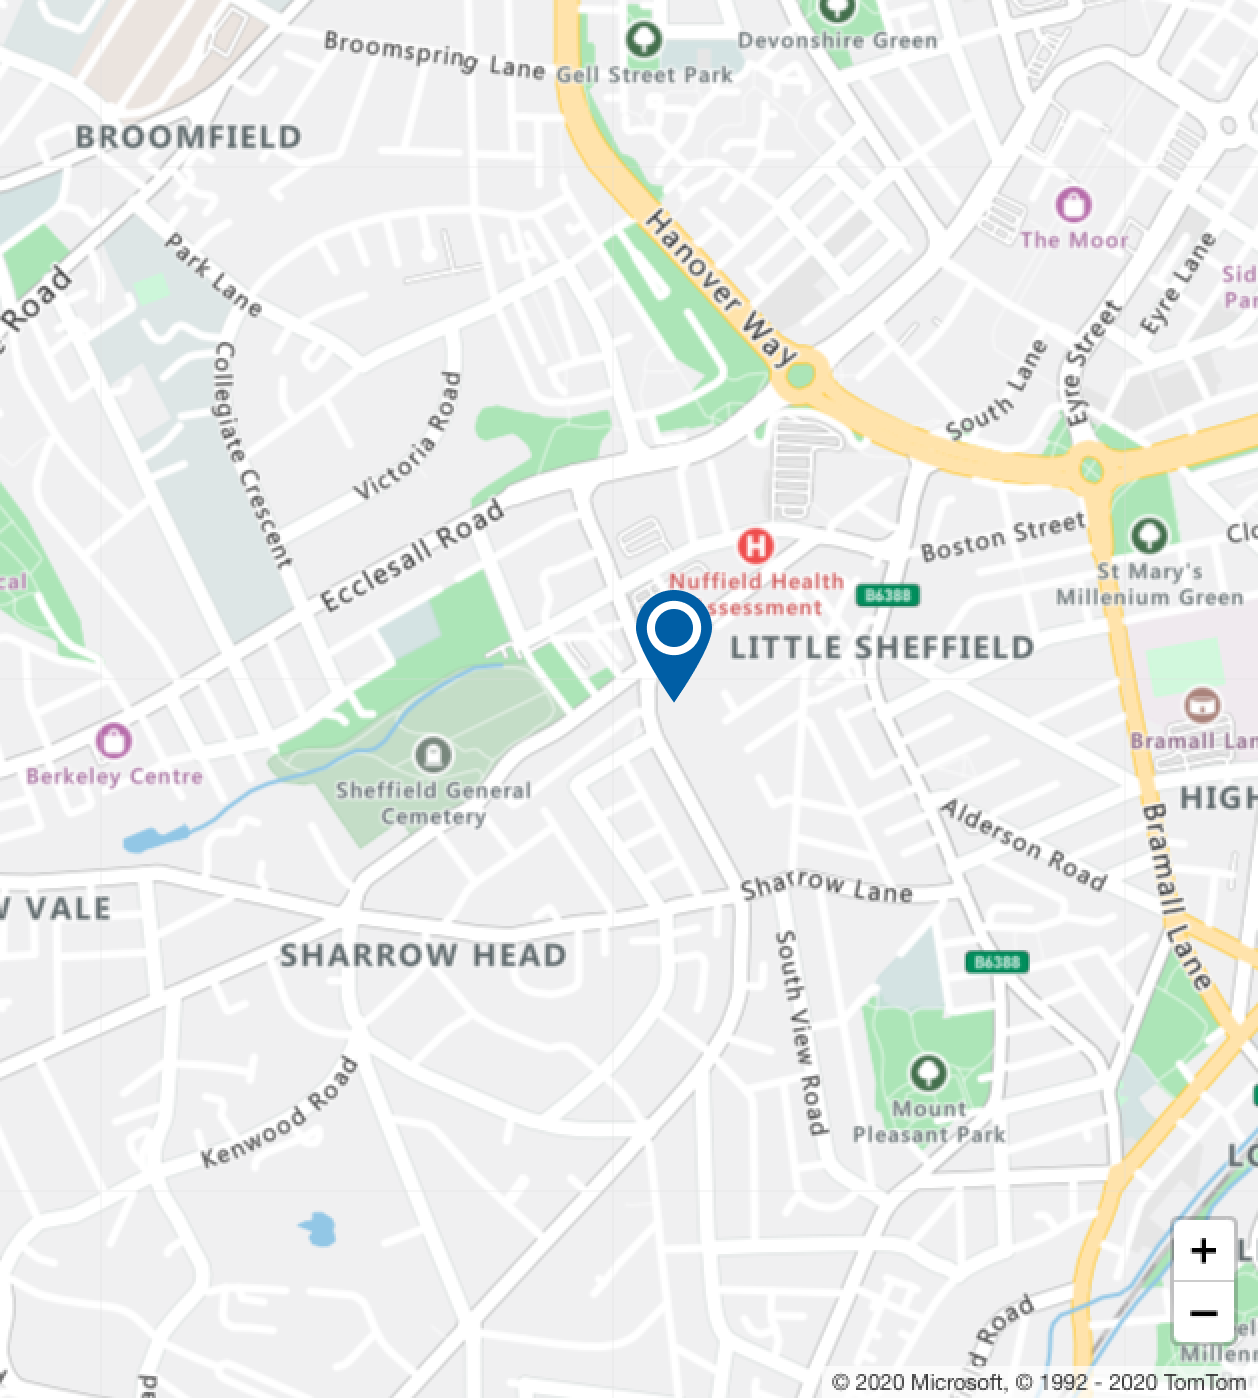 Broomspring Lane
Gell Street Park
Devonshire Green
BROOMFIELD
The Moor
Hanover Way
Park Lane
Eyre Lane
Sid
Par
Road
Eyre Street
South Lane
Collegiate Crescent
Victoria Road
Ecclesall Road
Boston Street
Clo
H
Nuffield Health
ssessment
B6388
St Mary's
Millenium Green
cal
LITTLE SHEFFIELD
Berkeley Centre
Sheffield General
Cemetery
Bramall Lan
HIGH
Alderson Road
Bramall Lane
Sharrow Lane
VALE
SHARROW HEAD
South View Road
B6388
Kenwood Road
Mount
Pleasant Park
LO
+
L
−
d Road
el
Millenn
© 2020 Microsoft, © 1992 - 2020 TomTom